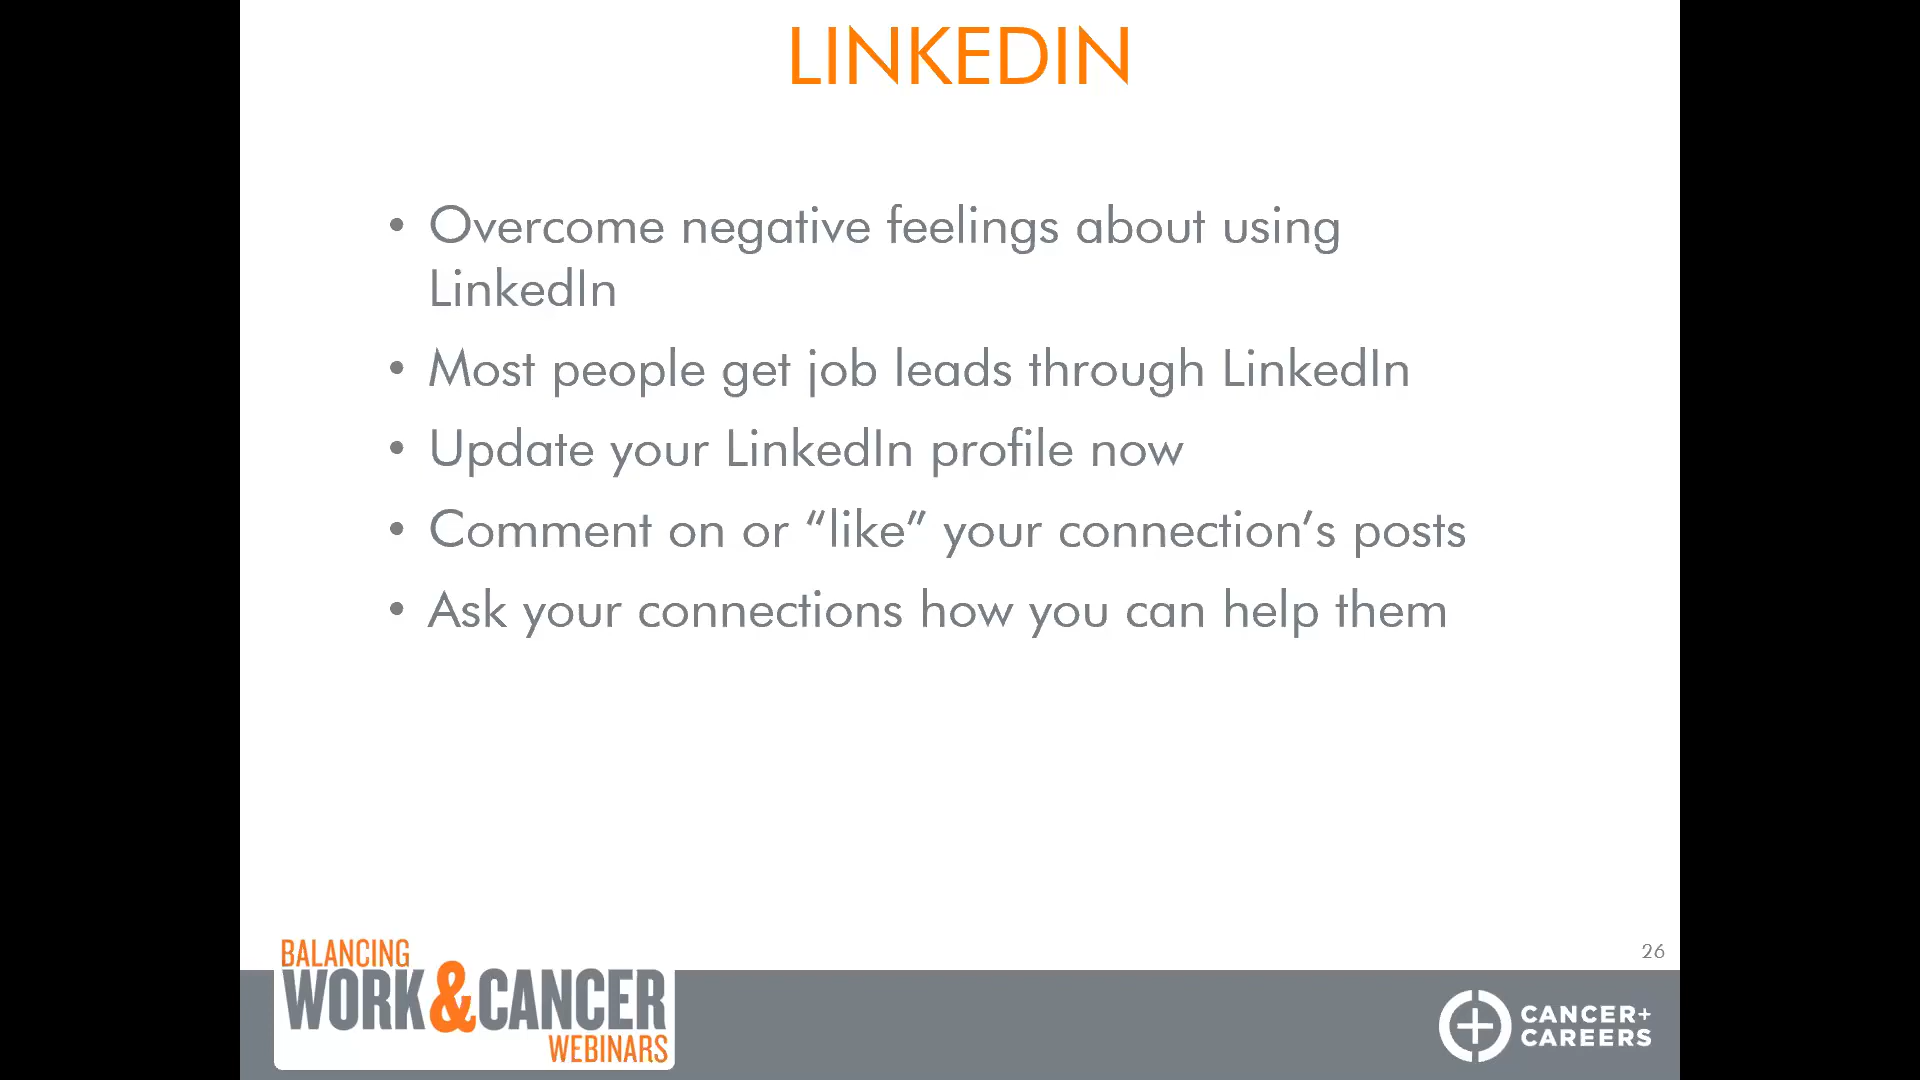 LINKEDIN
• Overcome negative feelings about using
LinkedIn
• Most people get job leads through LinkedIn
• Update your LinkedIn profile now
• Comment on or “like” your connection’s posts
• Ask your connections how you can help them
26
BALANCING
WORK&CANCER
WEBINARS
CANCER+
CAREERS